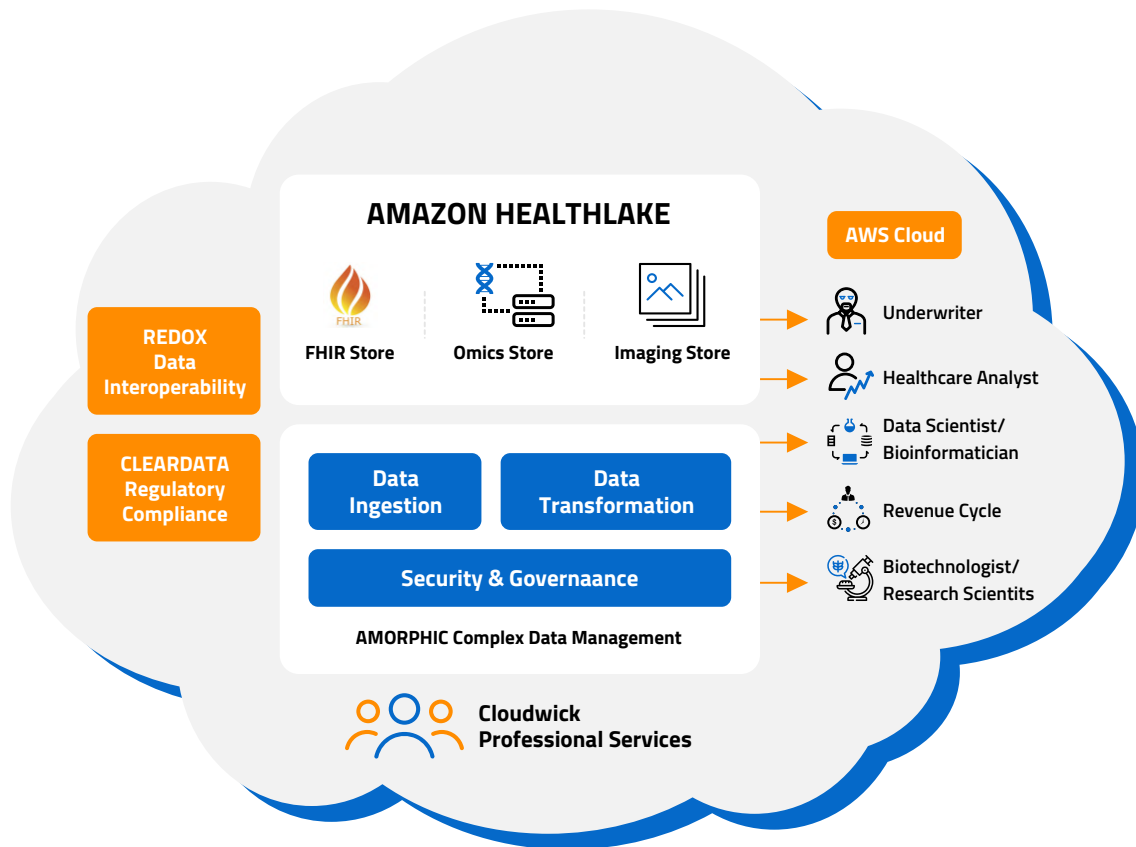 AMAZON HEALTHLAKE
FHIR
FHIR Store
Omics Store
Imaging Store
REDOX
Data
Interoperability
CLEARDATA
Regulatory
Compliance
Data
Ingestion
Data
Transformation
Security & Governaance
AMORPHIC Complex Data Management
Cloudwick
Professional Services
AWS Cloud
Underwriter
Healthcare Analyst
Data Scientist/
Bioinformatician
$
Revenue Cycle
Biotechnologist/
Research Scientits